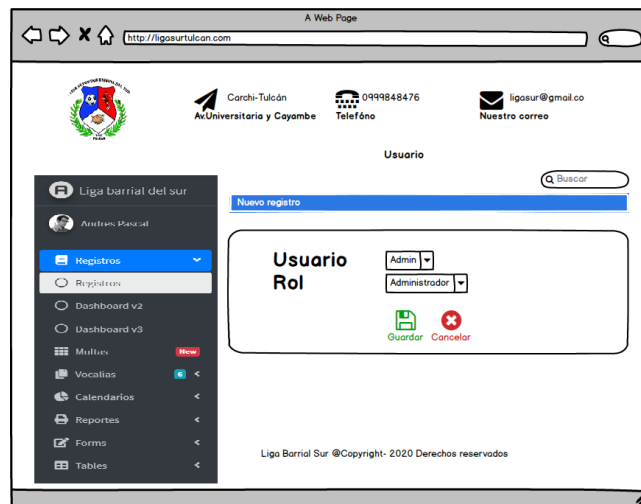 A Web Page
http://ligasurtulcan.com
Carchi-Tulcán
Av.Universitaria y Cayambe
0999848476
Telefóno
ligasur@gmail.co
Nuestro correo
Usuario
Buscar
Liga barrial del sur
Nuevo registro
Andres Pascal
Registros
Registros
Dashboard v2
Dashboard v3
Multas New
Vocalias 6
Calendarios
Reportes
Forms
Tables
Usuario Admin
Rol Administrador
Guardar Cancelar
Liga Barrial Sur @Copyright- 2020 Derechos reservados